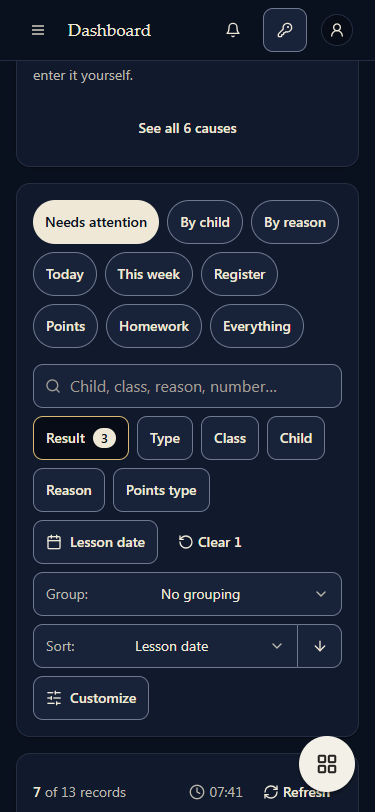 Dashboard
enter it yourself.
See all 6 causes
Needs attention
By child
By reason
Today
This week
Register
Points
Homework
Everything
Child, class, reason, number...
Result 3
Type
Class
Child
Reason
Points type
Lesson date
Clear 1
Group: No grouping
Sort: Lesson date
Customize
7 of 13 records
07:41
Refresh